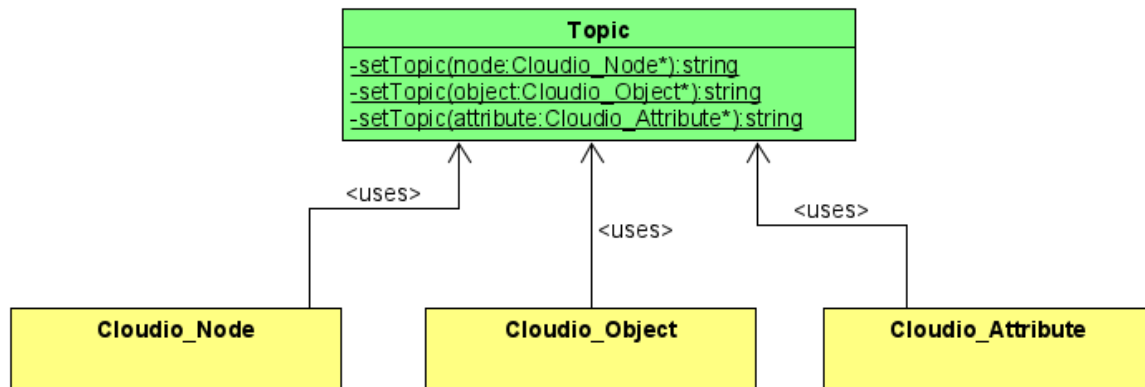 Topic
-setTopic(node:Cloudio_Node*):string
-setTopic(object:Cloudio_Object*):string
-setTopic(attribute:Cloudio_Attribute*):string
<uses>
<uses>
<uses>
Cloudio_Node
Cloudio_Object
Cloudio_Attribute